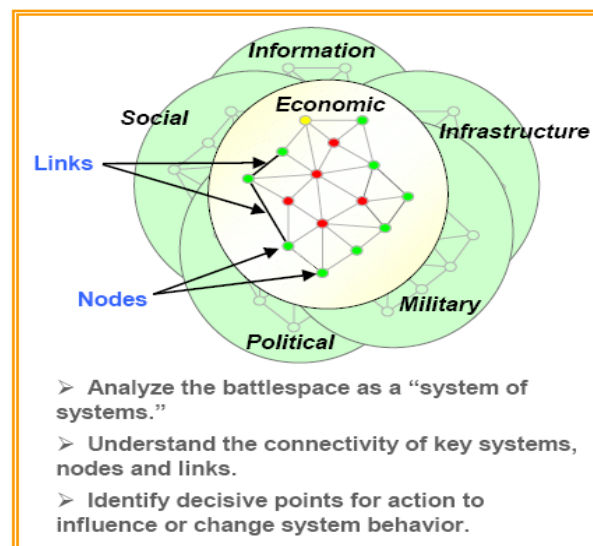 Information
Economic
Social
Infrastructure
Links
Nodes
Military
Political
➢ Analyze the battlespace as a “system of
systems.”
➢ Understand the connectivity of key systems,
nodes and links.
➢ Identify decisive points for action to
influence or change system behavior.